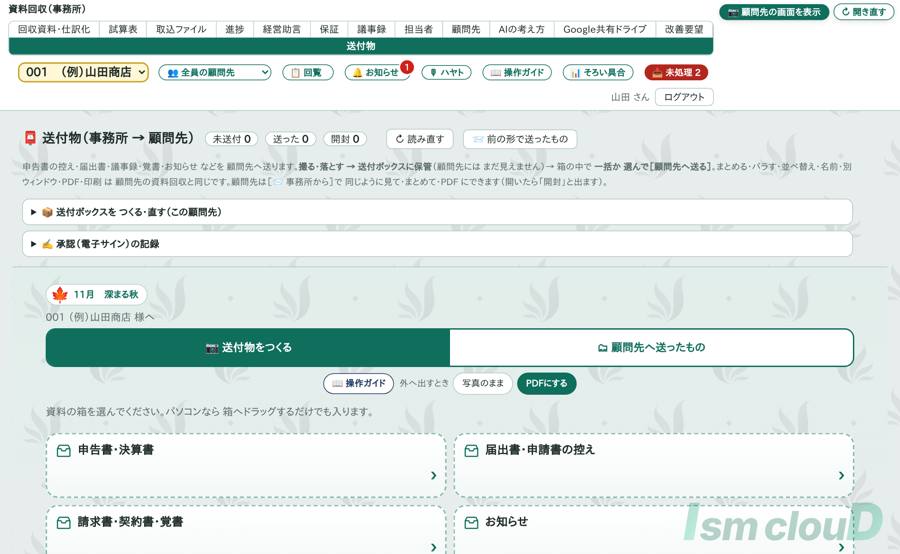 資料回収（事務所）
📷 顧問先の画面を表示 ↻ 開き直す
回収資料・仕訳化 試算表 取込ファイル 進捗 経営助言 保証 議事録 担当者 顧問先 AIの考え方 Google共有ドライブ 改善要望
送付物
001 （例）山田商店 👥 全員の顧問先 📋 回覧 🔔 お知らせ 1 🎙 ハヤト 📖 操作ガイド 📊 そろい具合 📥 未処理 2
山田 さん ログアウト
📮 送付物（事務所 → 顧問先） 未送付 0 送った 0 開封 0 ↻ 読み直す 📨 前の形で送ったもの
申告書の控え・届出書・議事録・覚書・お知らせ などを 顧問先へ送ります。撮る・落とす → 送付ボックスに保管（顧問先には まだ見えません）→ 箱の中で 一括か 選んで［顧問先へ送る］。まとめる・バラす・並べ替え・名前・別
ウィンドウ・PDF・印刷 は 顧問先の資料回収と同じです。顧問先は［📨 事務所から］で 同じように見て・まとめて・PDF にできます（開いたら「開封」と出ます）。
▶ 📦 送付ボックスを つくる・直す（この顧問先）
▶ ✍ 承認（電子サイン）の記録
🍁 11月 深まる秋
001 （例）山田商店 様へ
📷 送付物をつくる 🗂 顧問先へ送ったもの
📖 操作ガイド 外へ出すとき 写真のまま PDFにする
資料の箱を選んでください。パソコンなら 箱へドラッグするだけでも入ります。
申告書・決算書 ›
届出書・申請書の控え ›
請求書・契約書・覚書 ›
お知らせ ›
Ism clouD